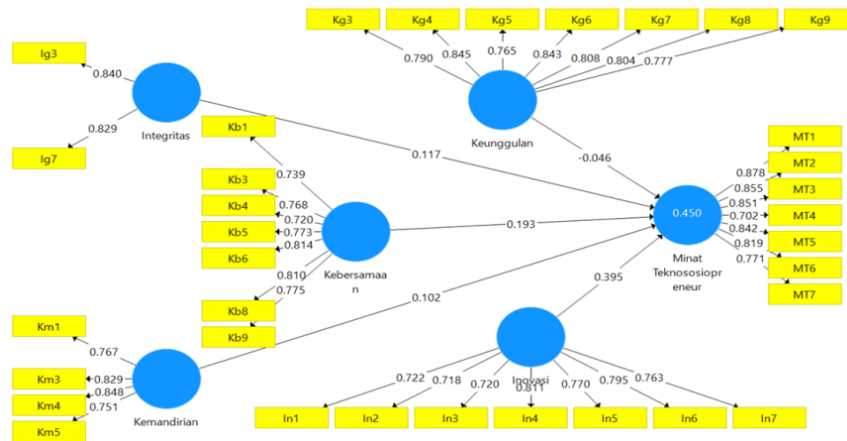 Kg3 Kg4 Kg5 Kg6 Kg7 Kg8 Kg9
0.790 0.845 0.765 0.843 0.808 0.804 0.777
Keunggulan
Ig3
0.840
0.829
Ig7
Integritas
0.117
-0.046
Kb1
Kb3
Kb4
Kb5
Kb6
Kb8
Kb9
0.739
0.768
0.720
0.773
0.814
0.810
0.775
Kebersamaa
n
0.193
MT1
MT2
MT3
MT4
MT5
MT6
MT7
0.878
0.855
0.851
0.702
0.842
0.819
0.771
0.450
Minat
Teknososiopr
eneur
0.102
0.395
Km1
Km3
Km4
Km5
0.767
0.829
0.848
0.751
Kemandirian
Inovasi
0.722 0.718 0.720 0.811 0.770 0.795 0.763
In1 In2 In3 In4 In5 In6 In7